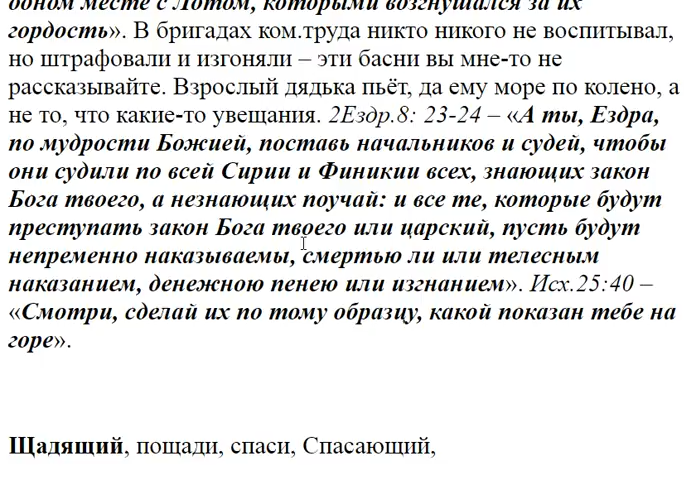 одном месте с Лотом, которыми возгнушался за их
гордость». В бригадах ком.труда никто никого не воспитывал,
но штрафовали и изгоняли – эти басни вы мне-то не
рассказывайте. Взрослый дядька пьёт, да ему море по колено, а
не то, что какие-то увещания. 2Ездр.8: 23-24 – «А ты, Ездра,
по мудрости Божией, поставь начальников и судей, чтобы
они судили по всей Сирии и Финикии всех, знающих закон
Бога твоего, а незнающих поучай: и все те, которые будут
преступать закон Бога твоего или царский, пусть будут
непременно наказываемы, смертью ли или телесным
наказанием, денежною пенею или изгнанием». Исх.25:40 –
«Смотри, сделай их по тому образцу, какой показан тебе на
горе».
Щадящий, пощади, спаси, Спасающий,